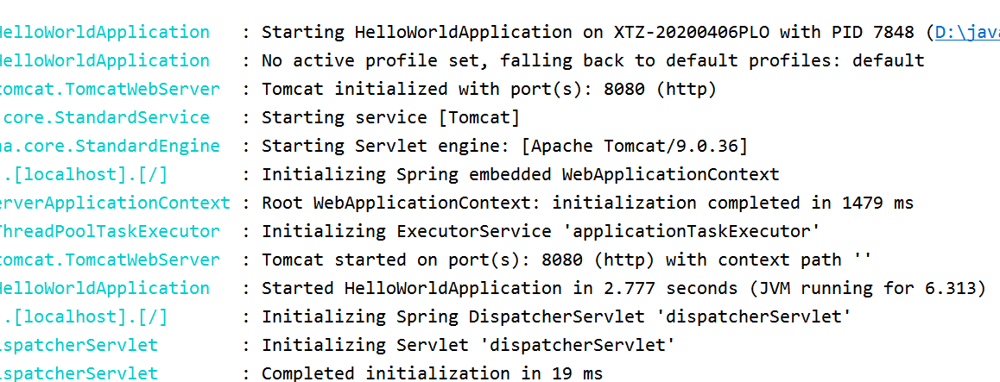 HelloWorldApplication : Starting HelloWorldApplication on XTZ-20200406PLO with PID 7848 (D:\java
HelloWorldApplication : No active profile set, falling back to default profiles: default
tomcat.TomcatWebServer : Tomcat initialized with port(s): 8080 (http)
.core.StandardService : Starting service [Tomcat]
na.core.StandardEngine : Starting Servlet engine: [Apache Tomcat/9.0.36]
.[localhost].[/] : Initializing Spring embedded WebApplicationContext
erverApplicationContext : Root WebApplicationContext: initialization completed in 1479 ms
ThreadPoolTaskExecutor : Initializing ExecutorService 'applicationTaskExecutor'
tomcat.TomcatWebServer : Tomcat started on port(s): 8080 (http) with context path ''
HelloWorldApplication : Started HelloWorldApplication in 2.777 seconds (JVM running for 6.313)
.[localhost].[/] : Initializing Spring DispatcherServlet 'dispatcherServlet'
ispatcherServlet : Initializing Servlet 'dispatcherServlet'
ispatcherServlet : Completed initialization in 19 ms